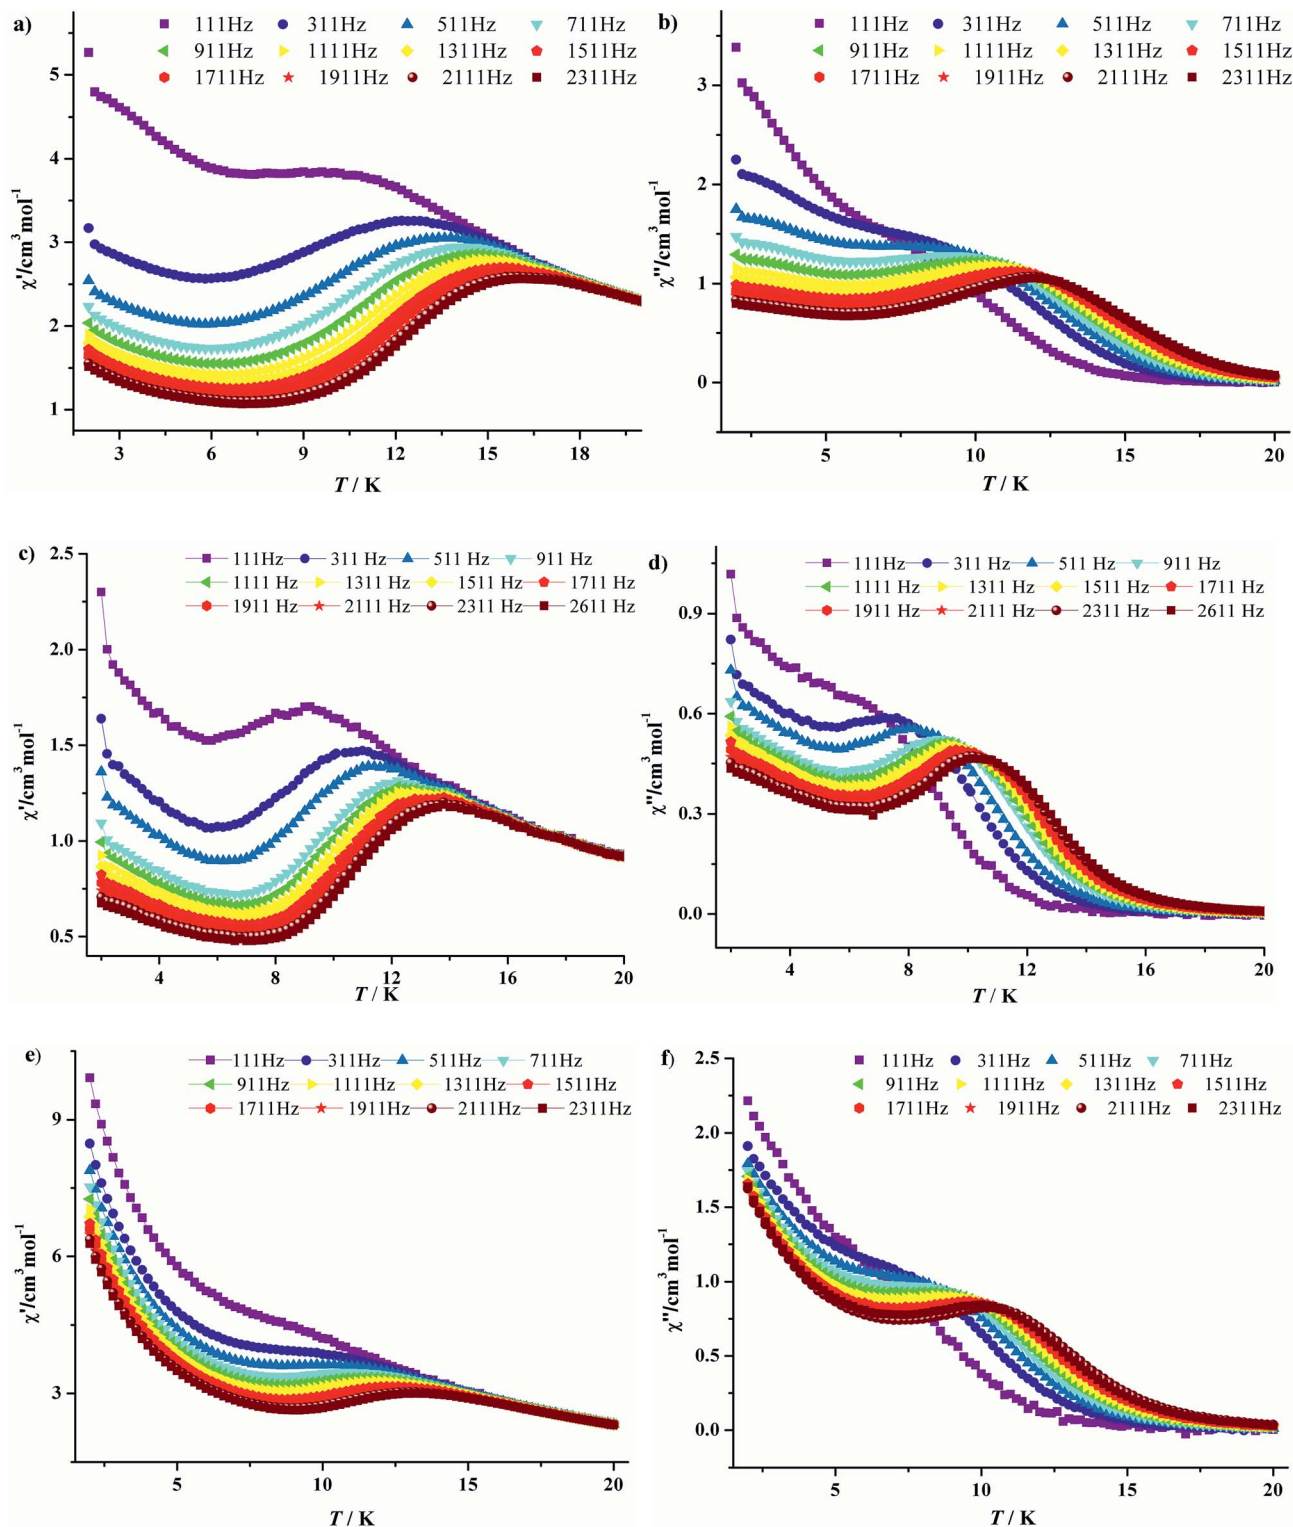 a)
111Hz 311Hz 511Hz 711Hz
911Hz 1111Hz 1311Hz 1511Hz
1711Hz 1911Hz 2111Hz 2311Hz
5
4
3
2
1
χ'/cm³mol⁻¹
3 6 9 12 15 18
T / K
b)
111Hz 311Hz 511Hz 711Hz
911Hz 1111Hz 1311Hz 1511Hz
1711Hz 1911Hz 2111Hz 2311Hz
3
2
1
0
χ''/cm³mol⁻¹
5 10 15 20
T / K
c)
111Hz 311 Hz 511 Hz 911 Hz
1111 Hz 1311 Hz 1511 Hz 1711 Hz
1911 Hz 2111 Hz 2311 Hz 2611 Hz
2.5
2.0
1.5
1.0
0.5
χ'/cm³mol⁻¹
4 8 12 16 20
T / K
d)
111Hz 311 Hz 511 Hz 911 Hz
1111 Hz 1311 Hz 1511 Hz 1711 Hz
1911 Hz 2111 Hz 2311 Hz 2611 Hz
0.9
0.6
0.3
0.0
χ''/cm³mol⁻¹
4 8 12 16 20
T / K
e)
111Hz 311Hz 511Hz 711Hz
911Hz 1111Hz 1311Hz 1511Hz
1711Hz 1911Hz 2111Hz 2311Hz
9
6
3
χ'/cm³mol⁻¹
5 10 15 20
T / K
f)
111Hz 311Hz 511Hz 711Hz
911Hz 1111Hz 1311Hz 1511Hz
1711Hz 1911Hz 2111Hz 2311Hz
2.5
2.0
1.5
1.0
0.5
0.0
χ''/cm³mol⁻¹
5 10 15 20
T / K